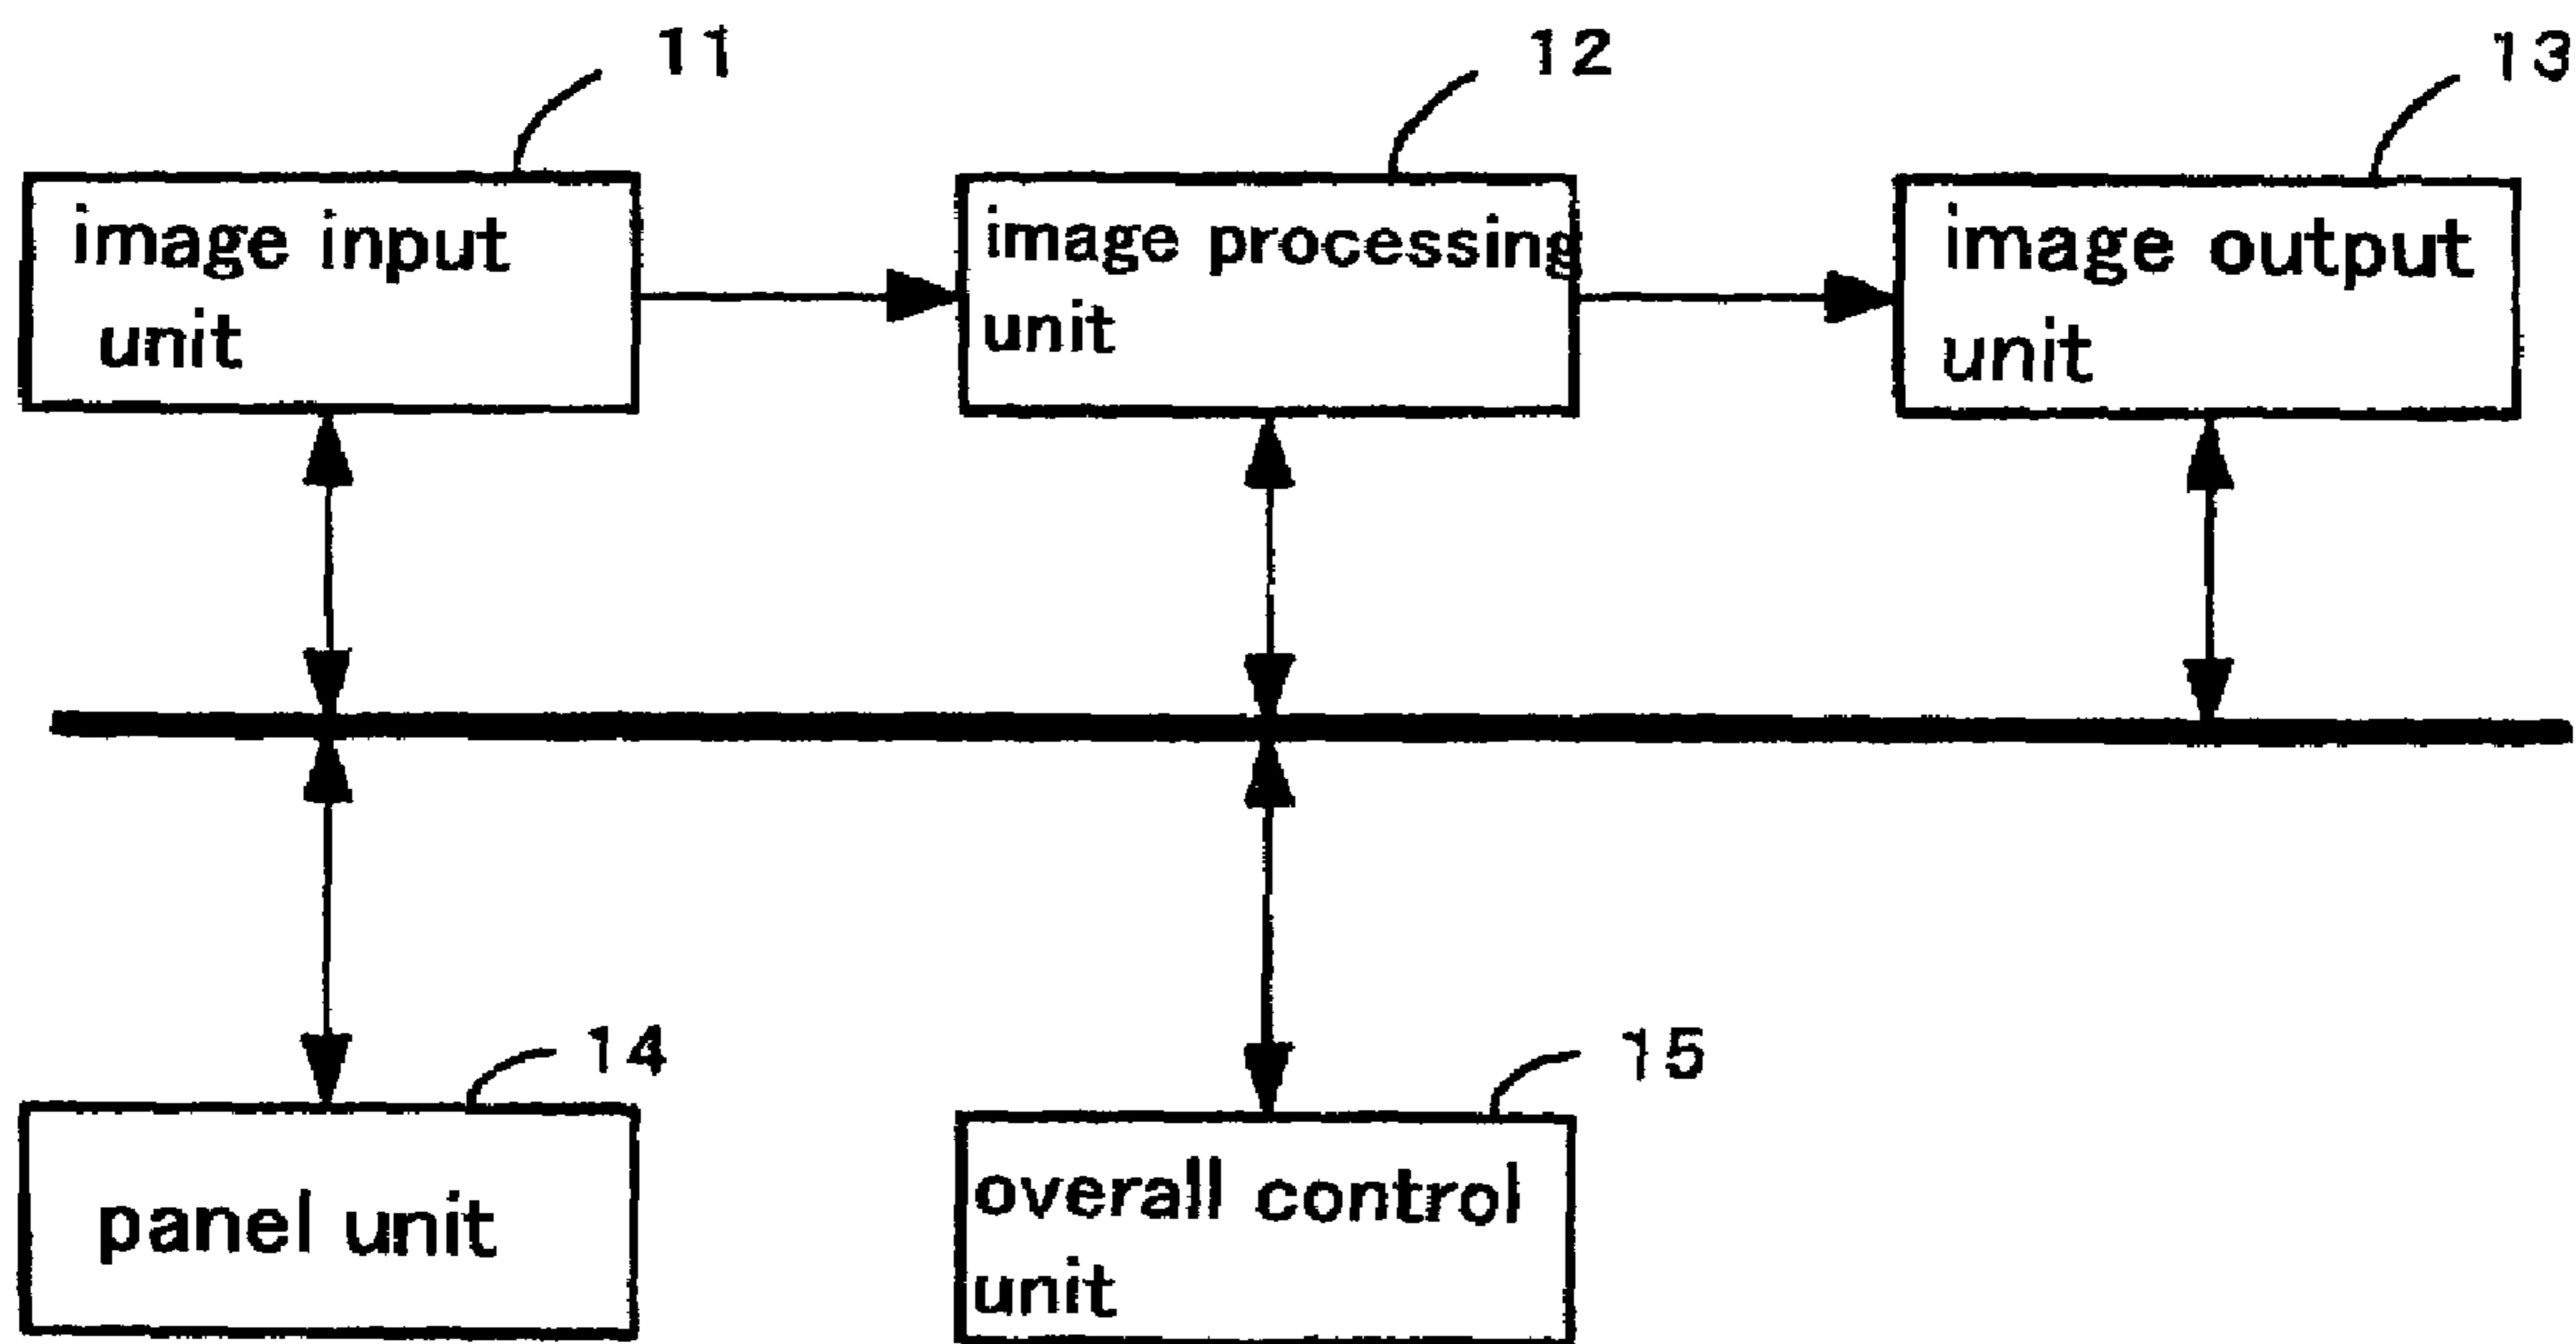 11
12
13
image input
unit
image processing
unit
image output
unit
14
15
panel unit
overall control
unit